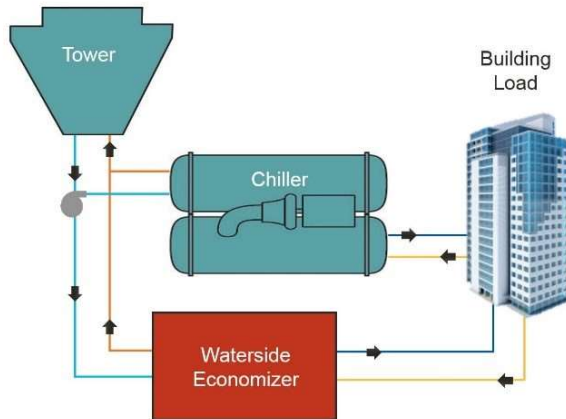 Tower
Building
Load
Chiller
Waterside
Economizer